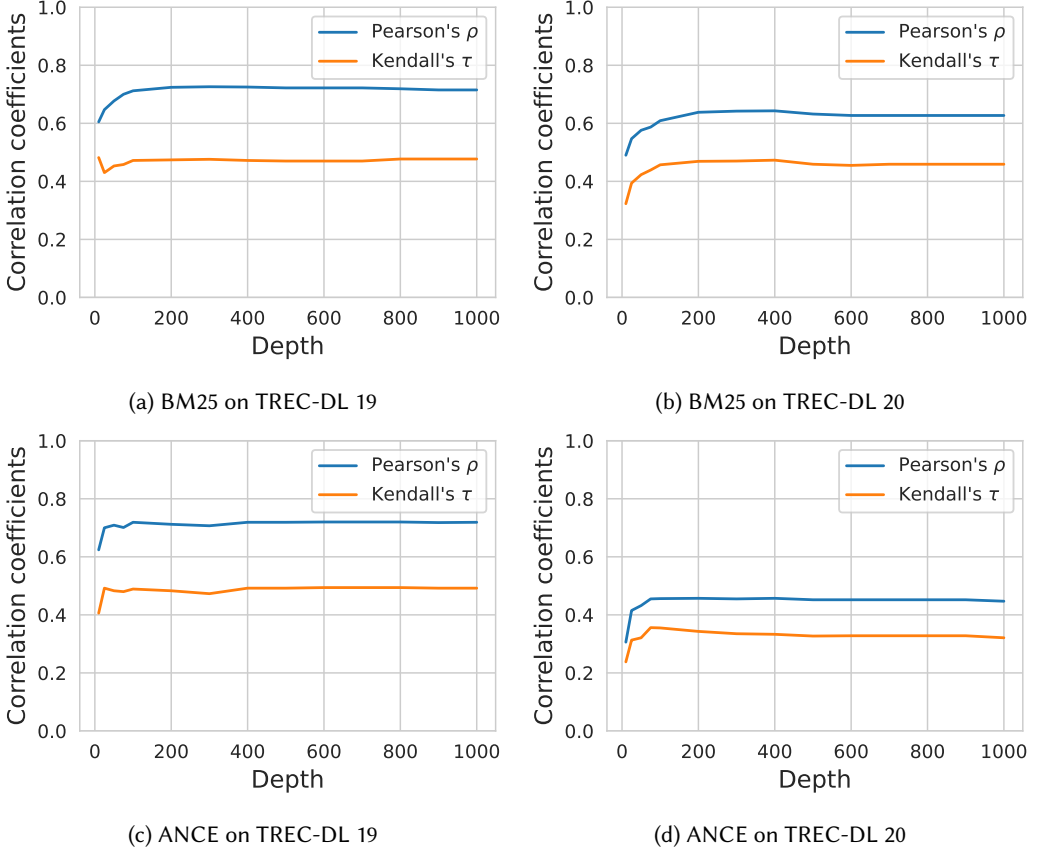 Correlation coefficients
1.0
0.8
0.6
0.4
0.2
0.0
Pearson's ρ
Kendall's τ
0 200 400 600 800 1000
Depth
(a) BM25 on TREC-DL 19
Correlation coefficients
1.0
0.8
0.6
0.4
0.2
0.0
Pearson's ρ
Kendall's τ
0 200 400 600 800 1000
Depth
(b) BM25 on TREC-DL 20
Correlation coefficients
1.0
0.8
0.6
0.4
0.2
0.0
Pearson's ρ
Kendall's τ
0 200 400 600 800 1000
Depth
(c) ANCE on TREC-DL 19
Correlation coefficients
1.0
0.8
0.6
0.4
0.2
0.0
Pearson's ρ
Kendall's τ
0 200 400 600 800 1000
Depth
(d) ANCE on TREC-DL 20